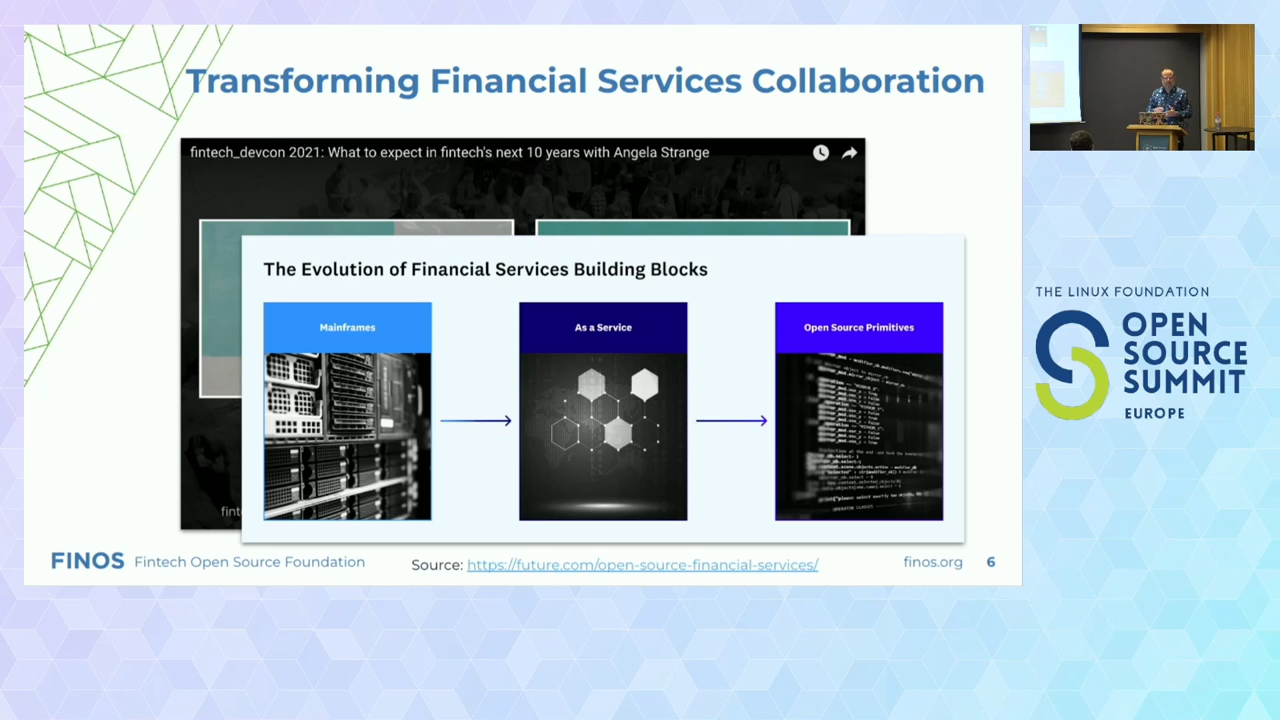 Transforming Financial Services Collaboration
fintech_devcon 2021: What to expect in fintech's next 10 years with Angela Strange
The Evolution of Financial Services Building Blocks
Mainframes
As a Service
Open Source Primitives
FINOS Fintech Open Source Foundation
Source: https://future.com/open-source-financial-services/
finos.org 6
THE LINUX FOUNDATION
OPEN
SOURCE
SUMMIT
EUROPE